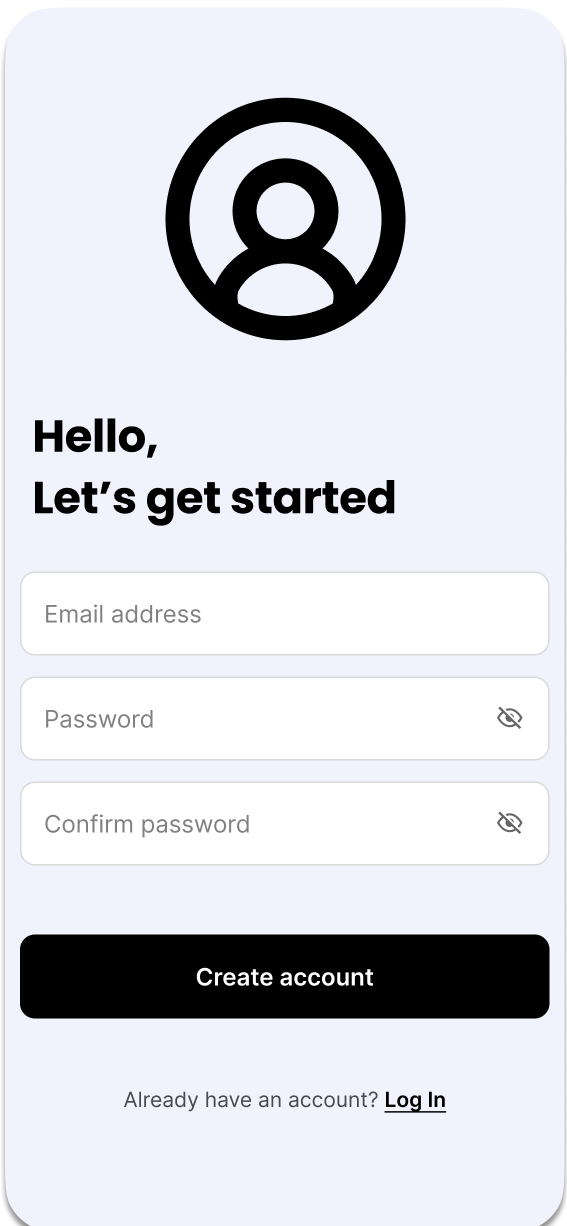 Hello,
Let’s get started
Email address
Password
Confirm password
Create account
Already have an account? Log In